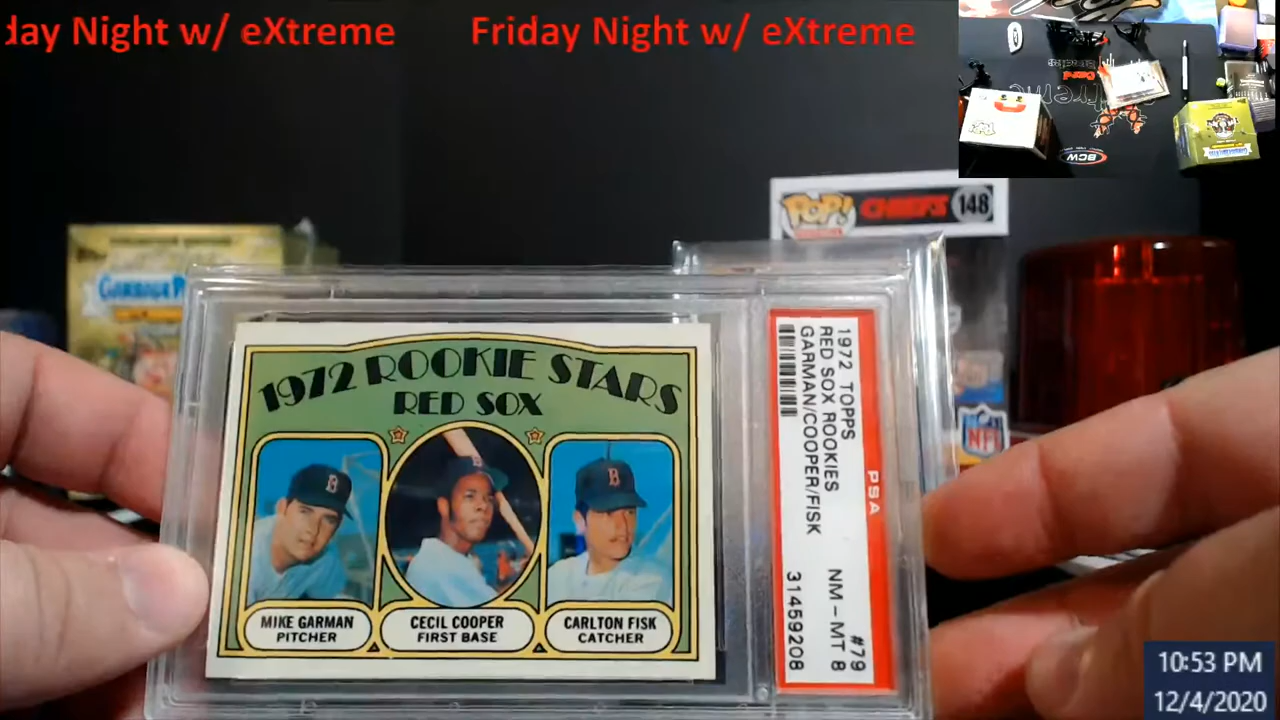 day Night w/ eXtreme
Friday Night w/ eXtreme
POP!
CHIEFS
148
NFL
BCW
1972 ROOKIE STARS
RED SOX
MIKE GARMAN
PITCHER
CECIL COOPER
FIRST BASE
CARLTON FISK
CATCHER
B
B
1972 TOPPS
RED SOX ROOKIES
GARMAN/COOPER/FISK
PSA
#79
NM-MT 8
31459208
10:53 PM
12/4/2020